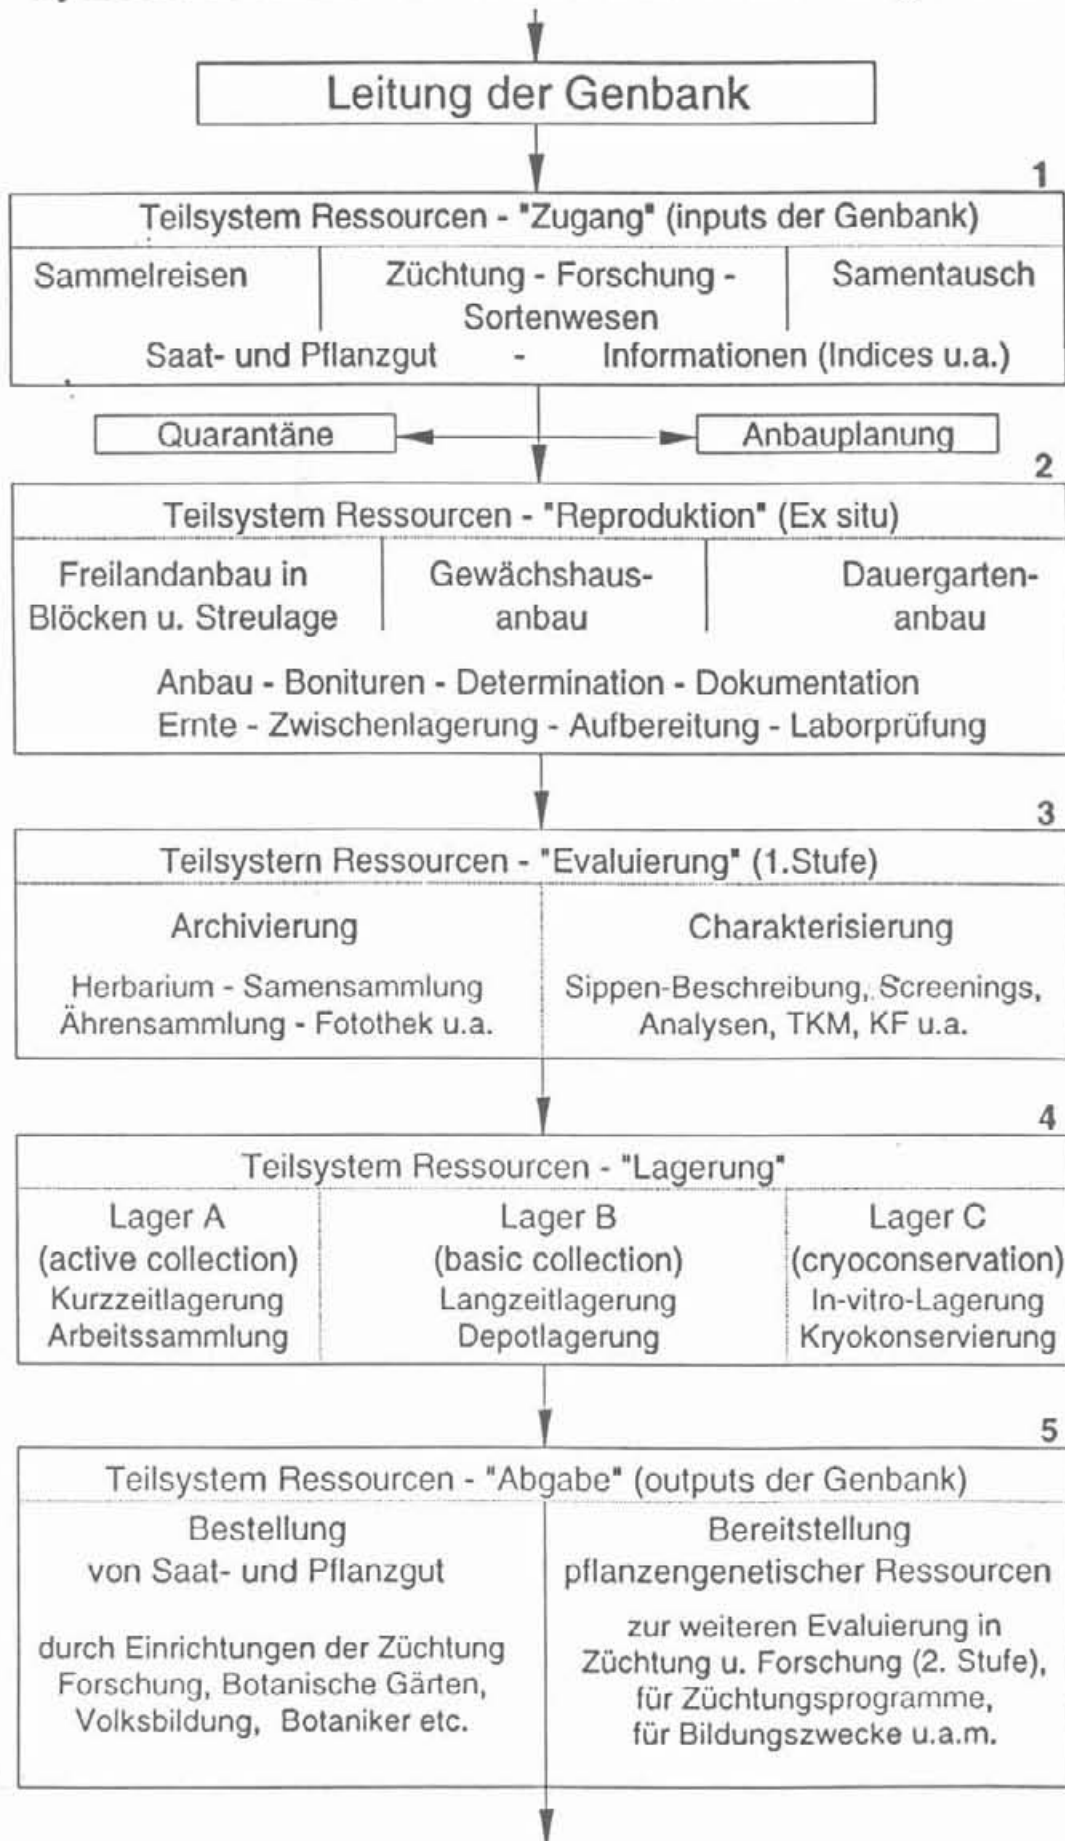 Leitung der Genbank
1
Teilsystem Ressourcen - "Zugang" (inputs der Genbank)
Sammelreisen
Züchtung - Forschung -
Sortenwesen
Samentausch
Saat- und Pflanzgut - Informationen (Indices u.a.)
Quarantäne
Anbauplanung
2
Teilsystem Ressourcen - "Reproduktion" (Ex situ)
Freilandanbau in
Blöcken u. Streulage
Gewächshaus-
anbau
Dauergarten-
anbau
Anbau - Bonituren - Determination - Dokumentation
Ernte - Zwischenlagerung - Aufbereitung - Laborprüfung
3
Teilsystem Ressourcen - "Evaluierung" (1.Stufe)
Archivierung
Herbarium - Samensammlung
Ährensammlung - Fotothek u.a.
Charakterisierung
Sippen-Beschreibung, Screenings,
Analysen, TKM, KF u.a.
4
Teilsystem Ressourcen - "Lagerung"
Lager A
(active collection)
Kurzzeitlagerung
Arbeitssammlung
Lager B
(basic collection)
Langzeitlagerung
Depotlagerung
Lager C
(cryoconservation)
In-vitro-Lagerung
Kryokonservierung
5
Teilsystem Ressourcen - "Abgabe" (outputs der Genbank)
Bestellung
von Saat- und Pflanzgut
durch Einrichtungen der Züchtung
Forschung, Botanische Gärten,
Volksbildung, Botaniker etc.
Bereitstellung
pflanzengenetischer Ressourcen
zur weiteren Evaluierung in
Züchtung u. Forschung (2. Stufe),
für Züchtungsprogramme,
für Bildungszwecke u.a.m.